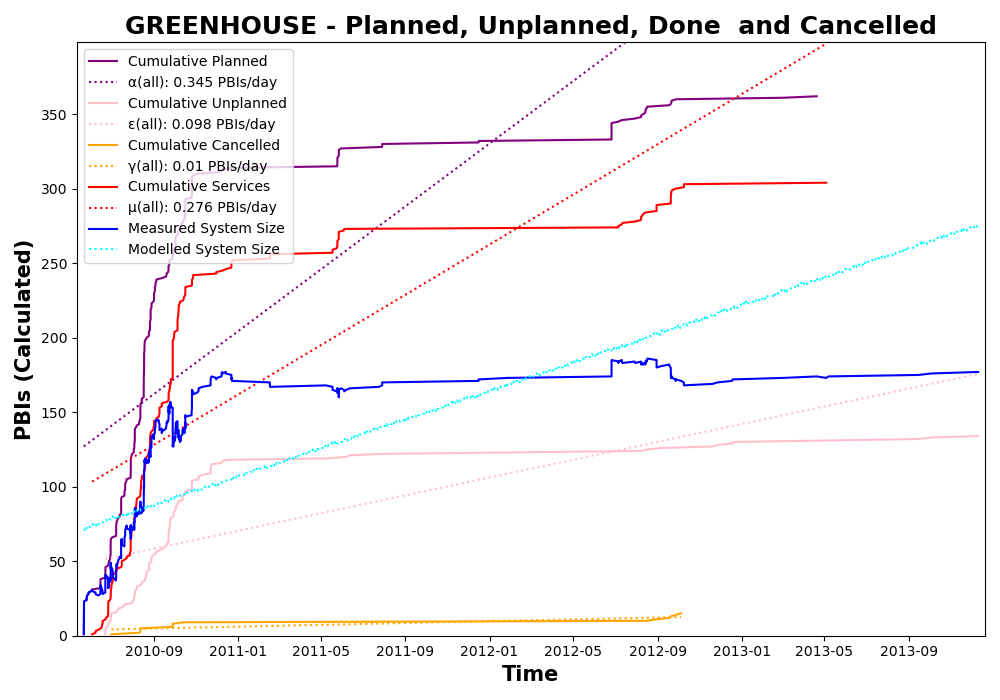 GREENHOUSE - Planned, Unplanned, Done  and Cancelled
Cumulative Planned
α(all): 0.345 PBIs/day
Cumulative Unplanned
ε(all): 0.098 PBIs/day
Cumulative Cancelled
γ(all): 0.01 PBIs/day
Cumulative Services
μ(all): 0.276 PBIs/day
Measured System Size
Modelled System Size
PBIs (Calculated)
350
300
250
200
150
100
50
0
2010-09 2011-01 2011-05 2011-09 2012-01 2012-05 2012-09 2013-01 2013-05 2013-09
Time